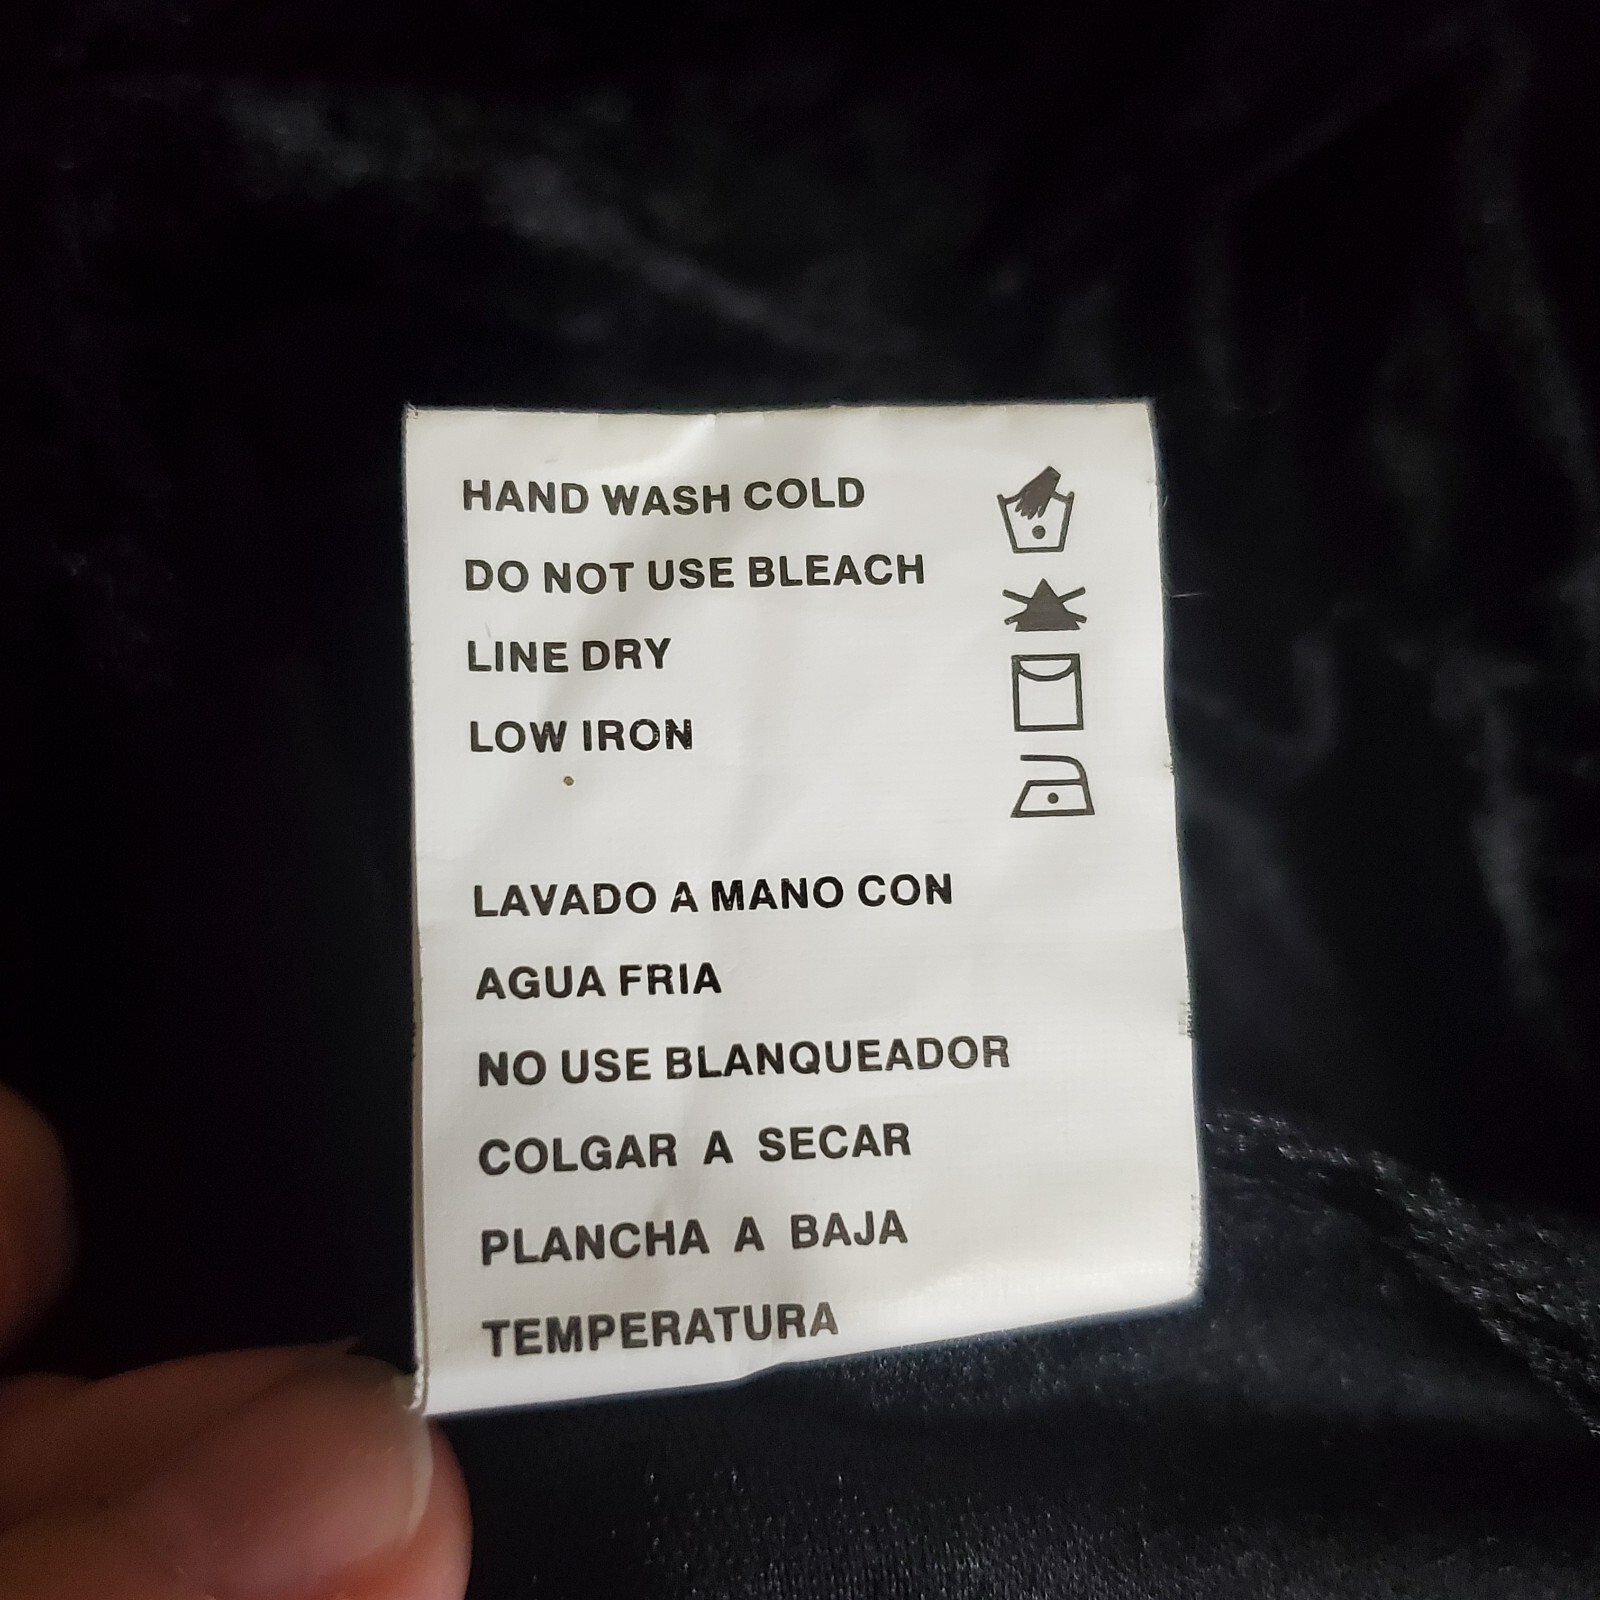 HAND WASH COLD
DO NOT USE BLEACH
LINE DRY
LOW IRON
LAVADO A MANO CON
AGUA FRIA
NO USE BLANQUEADOR
COLGAR A SECAR
PLANCHA A BAJA
TEMPERATURA